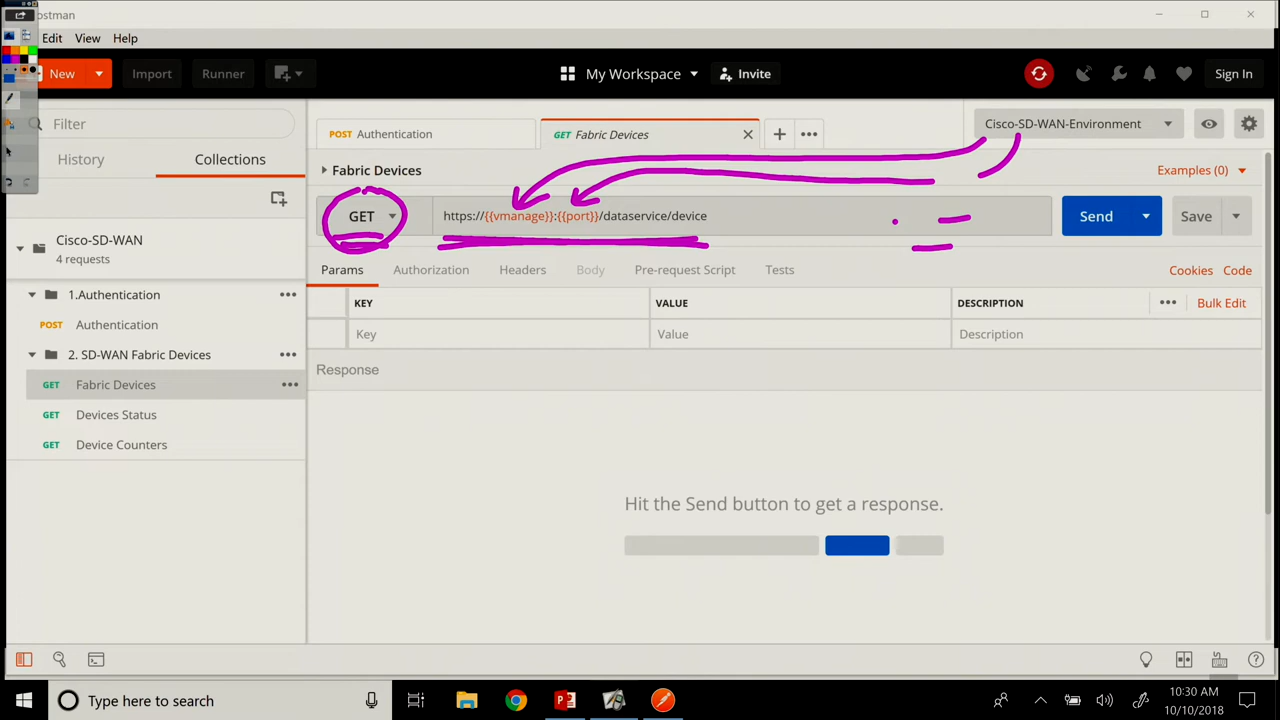 ostman
Edit View Help
New Import Runner My Workspace Invite Sign In
Filter
History Collections
POST Authentication GET Fabric Devices Cisco-SD-WAN-Environment
Fabric Devices Examples (0)
GET https://{{vmanage}}:{{port}}/dataservice/device Send Save
Cisco-SD-WAN
4 requests
1.Authentication
POST Authentication
2. SD-WAN Fabric Devices
GET Fabric Devices
GET Devices Status
GET Device Counters
Params Authorization Headers Body Pre-request Script Tests Cookies Code
KEY VALUE DESCRIPTION Bulk Edit
Key Value Description
Response
Hit the Send button to get a response.
Type here to search
10:30 AM
10/10/2018